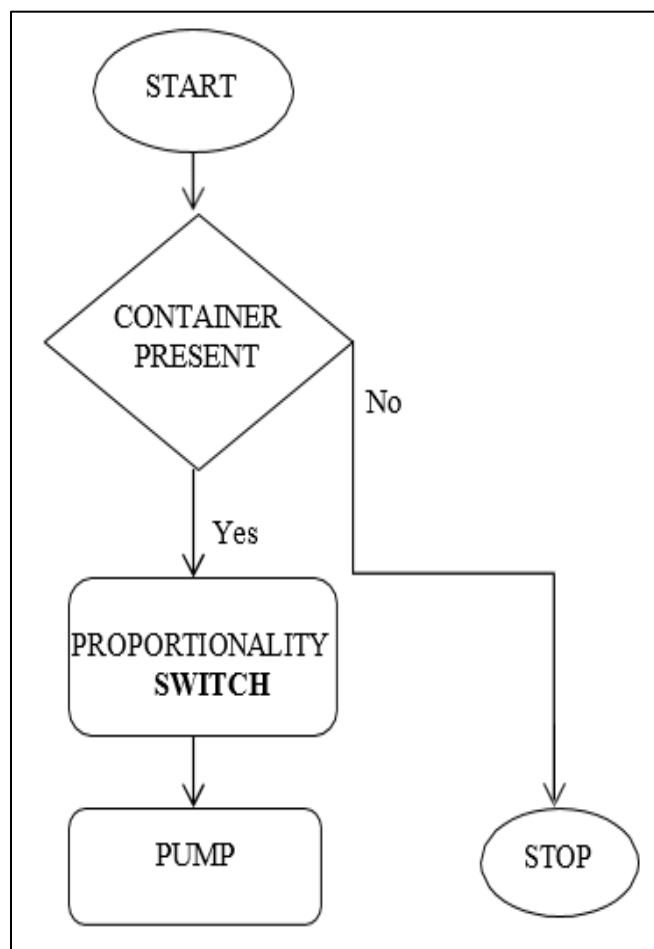 START
CONTAINER
PRESENT
No
Yes
PROPORTIONALITY
SWITCH
PUMP
STOP